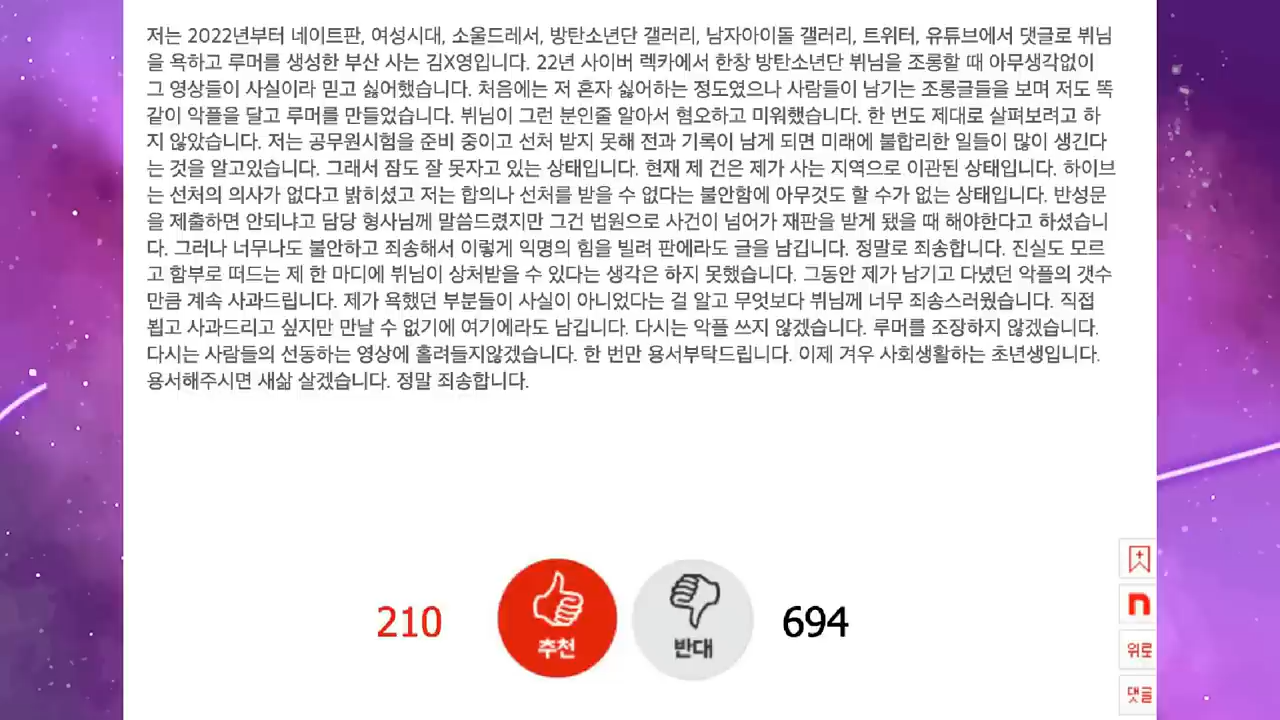 저는 2022년부터 네이트판, 여성시대, 소울드레서, 방탄소년단 갤러리, 남자아이돌 갤러리, 트위터, 유튜브에서 댓글로 뷔님
을 욕하고 루머를 생성한 부산 사는 김X영입니다. 22년 사이버 렉카에서 한창 방탄소년단 뷔님을 조롱할 때 아무생각없이
그 영상들이 사실이라 믿고 싫어했습니다. 처음에는 저 혼자 싫어하는 정도였으나 사람들이 남기는 조롱글들을 보며 저도 똑
같이 악플을 달고 루머를 만들었습니다. 뷔님이 그런 분인줄 알아서 혐오하고 미워했습니다. 한 번도 제대로 살펴보려고 하
지 않았습니다. 저는 공무원시험을 준비 중이고 선처 받지 못해 전과 기록이 남게 되면 미래에 불합리한 일들이 많이 생긴다
는 것을 알고있습니다. 그래서 잠도 잘 못자고 있는 상태입니다. 현재 제 건은 제가 사는 지역으로 이관된 상태입니다. 하이브
는 선처의 의사가 없다고 밝히셨고 저는 합의나 선처를 받을 수 없다는 불안함에 아무것도 할 수가 없는 상태입니다. 반성문
을 제출하면 안되냐고 담당 형사님께 말씀드렸지만 그건 법원으로 사건이 넘어가 재판을 받게 됐을 때 해야한다고 하셨습니
다. 그러나 너무나도 불안하고 죄송해서 이렇게 익명의 힘을 빌려 판에라도 글을 남깁니다. 정말로 죄송합니다. 진실도 모르
고 함부로 떠드는 제 한 마디에 뷔님이 상처받을 수 있다는 생각은 하지 못했습니다. 그동안 제가 남기고 다녔던 악플의 갯수
만큼 계속 사과드립니다. 제가 욕했던 부분들이 사실이 아니었다는 걸 알고 무엇보다 뷔님께 너무 죄송스러웠습니다. 직접
뵙고 사과드리고 싶지만 만날 수 없기에 여기에라도 남깁니다. 다시는 악플 쓰지 않겠습니다. 루머를 조장하지 않겠습니다.
다시는 사람들의 선동하는 영상에 홀려들지않겠습니다. 한 번만 용서부탁드립니다. 이제 겨우 사회생활하는 초년생입니다.
용서해주시면 새삶 살겠습니다. 정말 죄송합니다.
210
추천
반대
694
n
위로
댓글